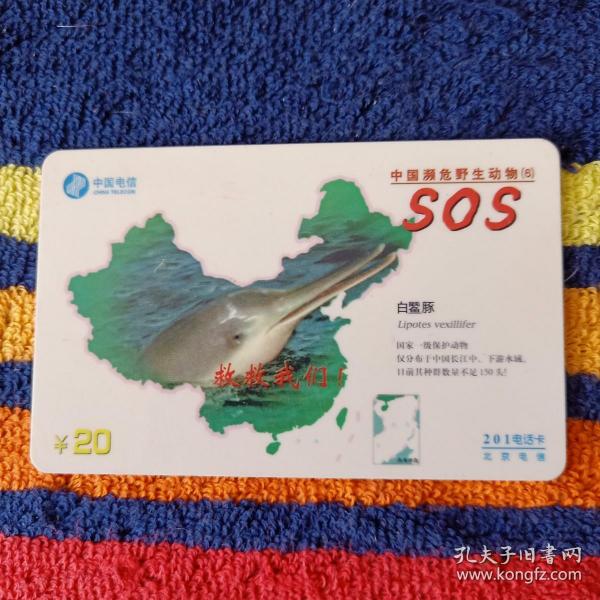 中国电信
CHINA TELECOM
中国濒危野生动物(6)
SOS
白鱀豚
Lipotes vexillifer
国家一级保护动物
仅分布于中国长江中、下游水域。
目前其种群数量不足150头!
救救我们!
¥20
201电话卡
北京电信
孔夫子旧书网
www.kongfz.com